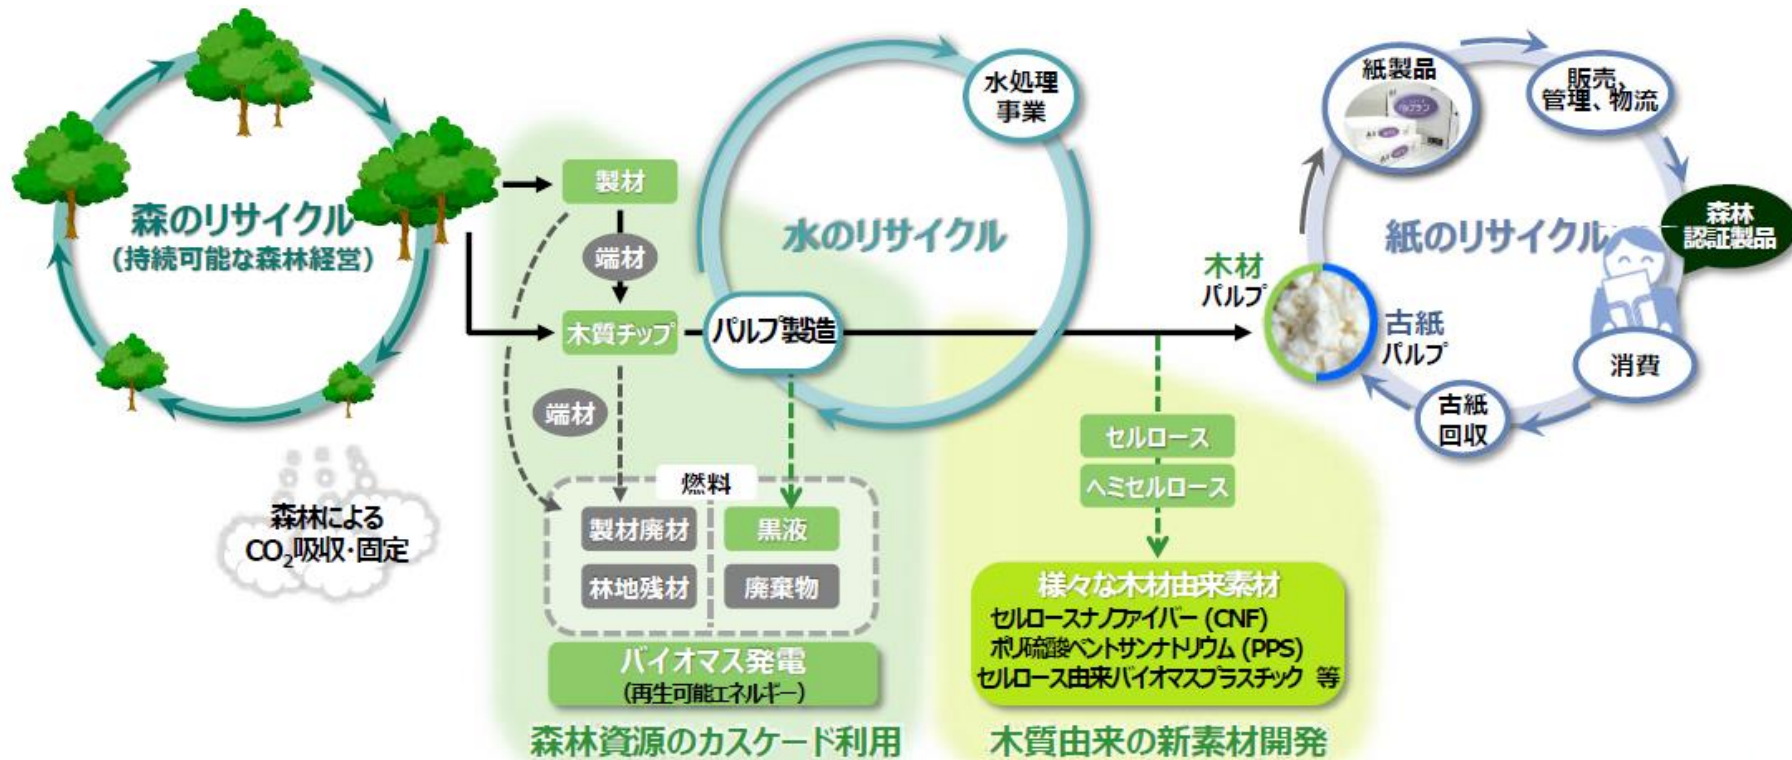 森のリサイクル
(持続可能な森林経営)
森林による
CO₂吸収・固定
製材
端材
木質チップ
端材
燃料
製材廃材
黒液
林地残材
廃棄物
バイオマス発電
(再生可能エネルギー)
森林資源のカスケード利用
水のリサイクル
水処理
事業
パルプ製造
セルロース
ヘミセルロース
様々な木材由来素材
セルロースナノファイバー (CNF)
ポリ硫酸ペントサンナトリウム (PPS)
セルロース由来バイオマスプラスチック 等
木質由来の新素材開発
紙のリサイクル
木材
パルプ
古紙
パルプ
紙製品
販売、
管理、物流
森林
認証製品
消費
古紙
回収